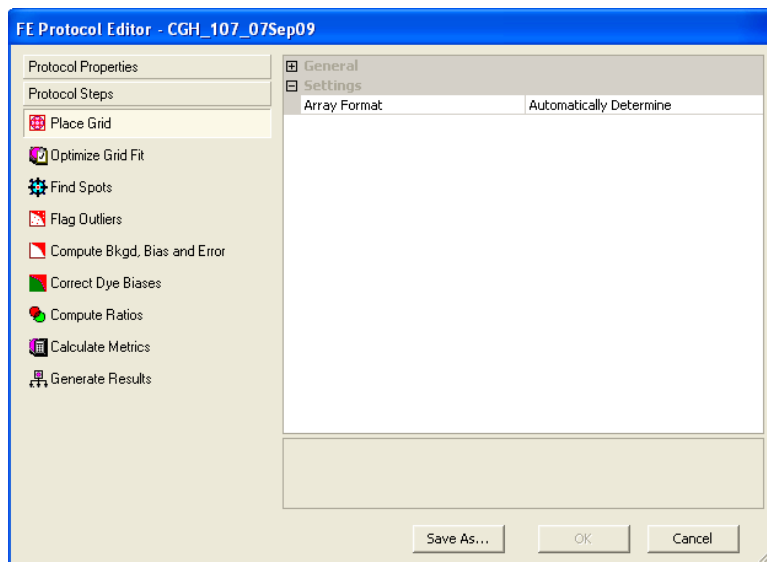 FE Protocol Editor - CGH_107_07Sep09
Protocol Properties
Protocol Steps
Place Grid
Optimize Grid Fit
Find Spots
Flag Outliers
Compute Bkgd, Bias and Error
Correct Dye Biases
Compute Ratios
Calculate Metrics
Generate Results
General
Settings
Array Format Automatically Determine
Save As... OK Cancel